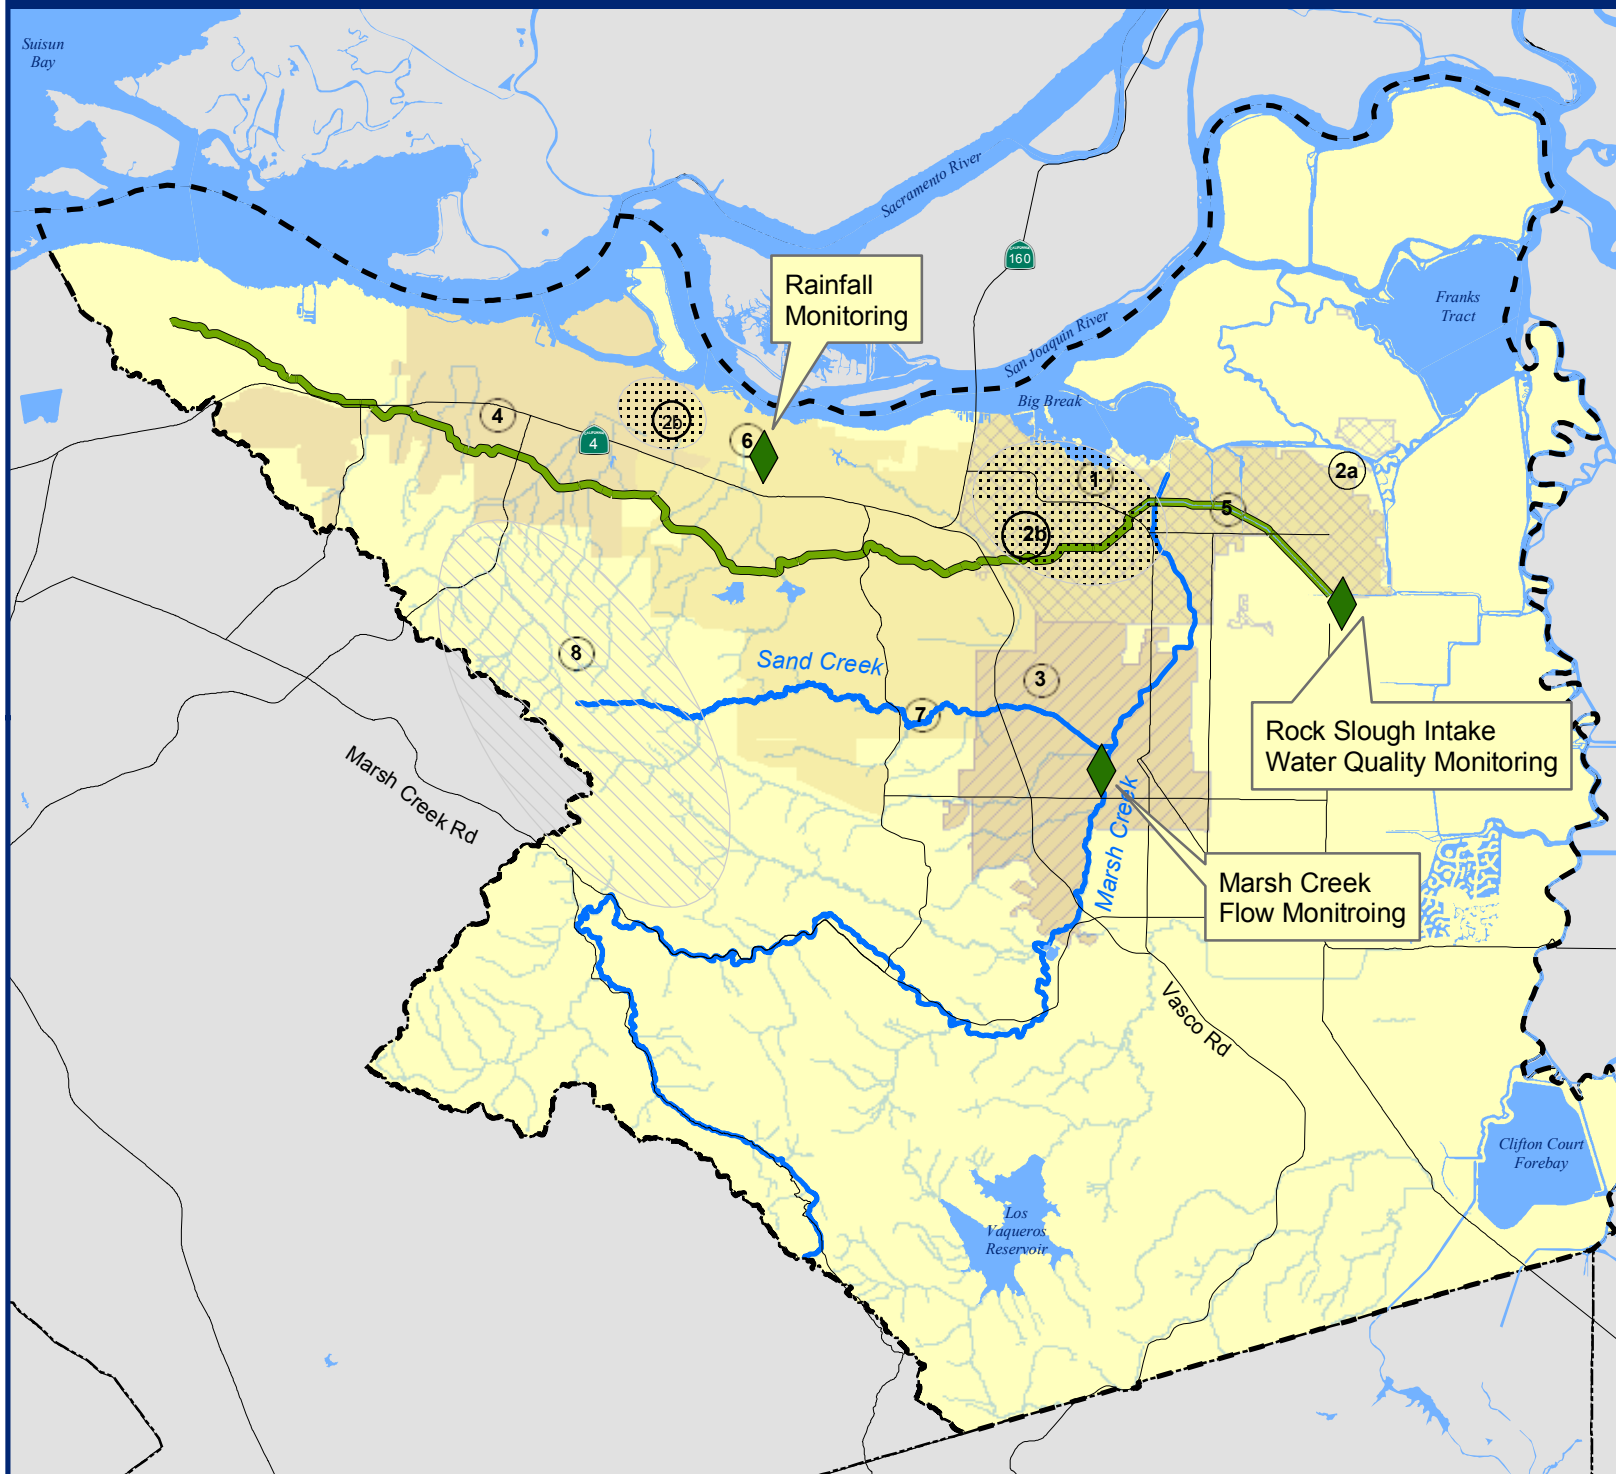 Suisun
Bay
Sacramento River
CALIFORNIA
160
Rainfall
Monitoring
Franks
Tract
San Joaquin River
Big Break
4
CALIFORNIA
4
2b
6
1
2a
5
2b
8
Sand Creek
3
7
Rock Slough Intake
Water Quality Monitoring
Marsh Creek Rd
Marsh Creek
Marsh Creek
Flow Monitroing
Vasco Rd
Clifton Court
Forebay
Los
Vaqueros
Reservoir